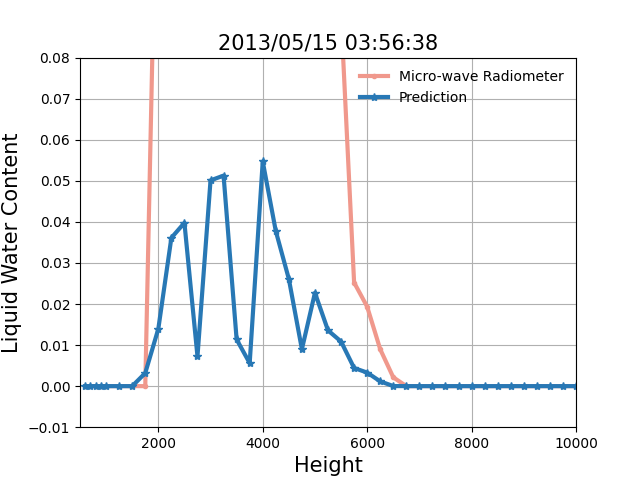 2013/05/15 03:56:38
Liquid Water Content
0.08
0.07
0.06
0.05
0.04
0.03
0.02
0.01
0.00
−0.01
Micro-wave Radiometer
Prediction
2000 4000 6000 8000 10000
Height